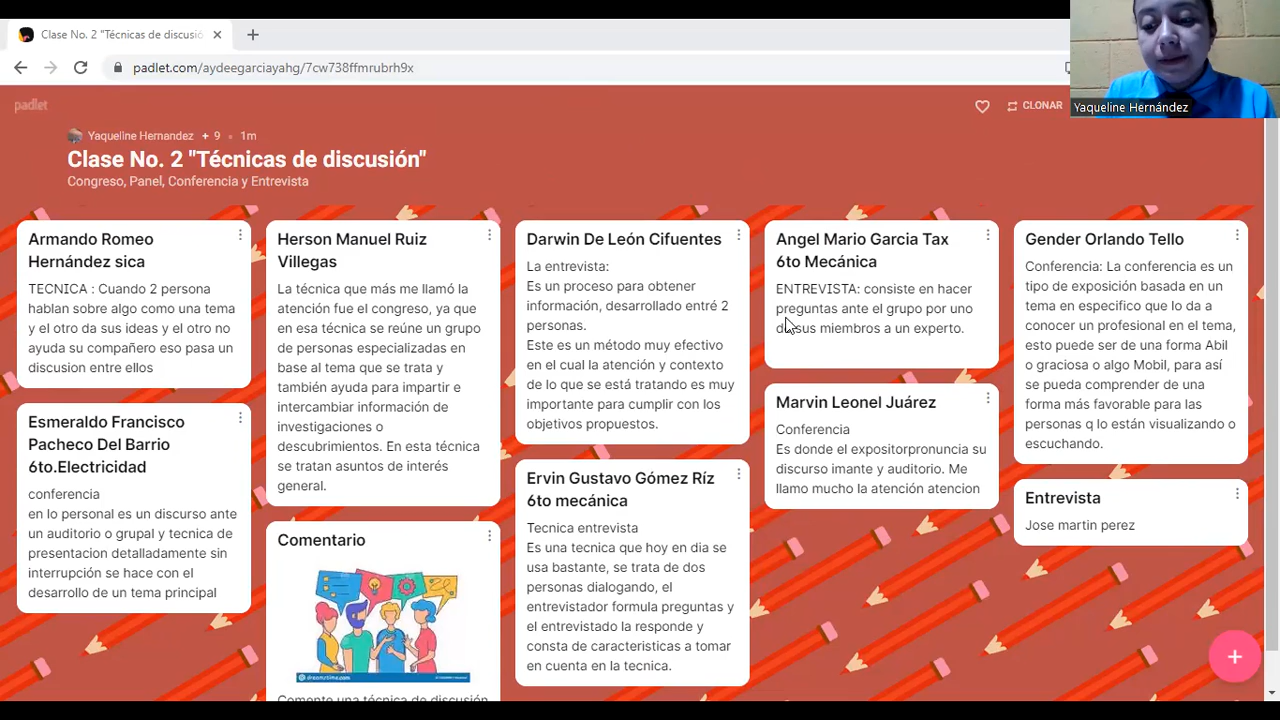 Clase No. 2 "Técnicas de discusió
padlet.com/aydeegarciayahg/7cw738ffmrubrh9x
Yaqueline Hernández
padlet
CLONAR
Yaqueline Hernandez + 9 • 1m
Clase No. 2 "Técnicas de discusión"
Congreso, Panel, Conferencia y Entrevista
Armando Romeo
Hernández sica
TECNICA : Cuando 2 persona
hablan sobre algo como una tema
y el otro da sus ideas y el otro no
ayuda su compañero eso pasa un
discusion entre ellos
Esmeraldo Francisco
Pacheco Del Barrio
6to.Electricidad
conferencia
en lo personal es un discurso ante
un auditorio o grupal y tecnica de
presentacion detalladamente sin
interrupción se hace con el
desarrollo de un tema principal
Herson Manuel Ruiz
Villegas
La técnica que más me llamó la
atención fue el congreso, ya que
en esa técnica se reúne un grupo
de personas especializadas en
base al tema que se trata y
también ayuda para impartir e
intercambiar información de
investigaciones o
descubrimientos. En esta técnica
se tratan asuntos de interés
general.
Comentario
dreamstime.com
Comente una técnica de discusión
Darwin De León Cifuentes
La entrevista:
Es un proceso para obtener
información, desarrollado entré 2
personas.
Este es un método muy efectivo
en el cual la atención y contexto
de lo que se está tratando es muy
importante para cumplir con los
objetivos propuestos.
Ervin Gustavo Gómez Ríz
6to mecánica
Tecnica entrevista
Es una tecnica que hoy en dia se
usa bastante, se trata de dos
personas dialogando, el
entrevistador formula preguntas y
el entrevistado la responde y
consta de caracteristicas a tomar
en cuenta en la tecnica.
Angel Mario Garcia Tax
6to Mecánica
ENTREVISTA: consiste en hacer
preguntas ante el grupo por uno
de sus miembros a un experto.
Marvin Leonel Juárez
Conferencia
Es donde el expositorpronuncia su
discurso imante y auditorio. Me
llamo mucho la atención atencion
Gender Orlando Tello
Conferencia: La conferencia es un
tipo de exposición basada en un
tema en especifico que lo da a
conocer un profesional en el tema,
esto puede ser de una forma Abil
o graciosa o algo Mobil, para así
se pueda comprender de una
forma más favorable para las
personas q lo están visualizando o
escuchando.
Entrevista
Jose martin perez